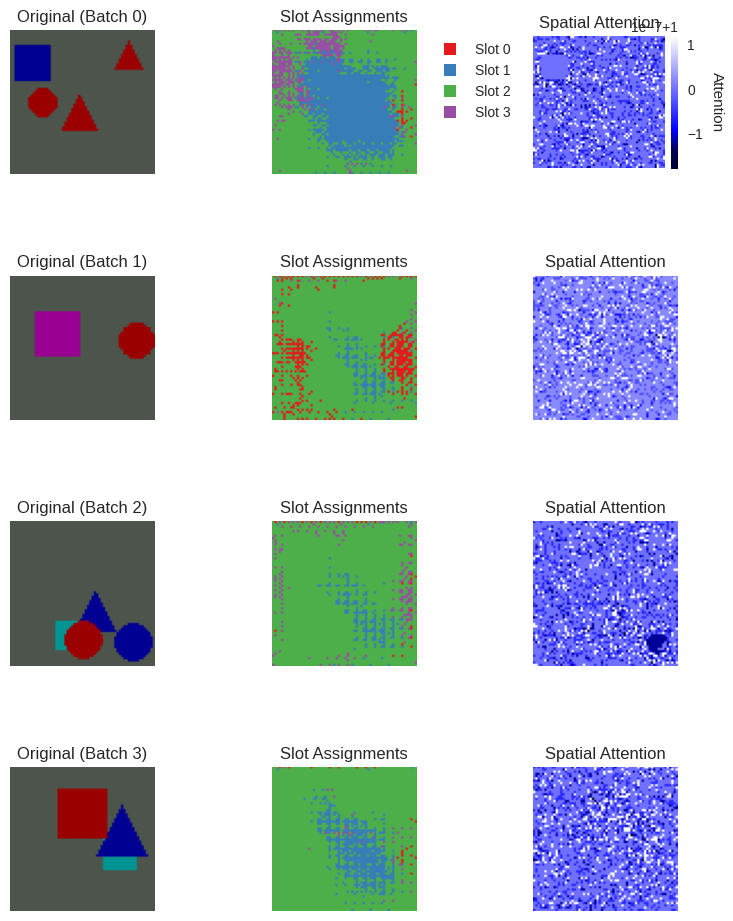 Original (Batch 0)
Slot Assignments
Slot 0
Slot 1
Slot 2
Slot 3
Spatial Attention
1e−7+1
1
0
−1
Attention
Original (Batch 1)
Slot Assignments
Spatial Attention
Original (Batch 2)
Slot Assignments
Spatial Attention
Original (Batch 3)
Slot Assignments
Spatial Attention